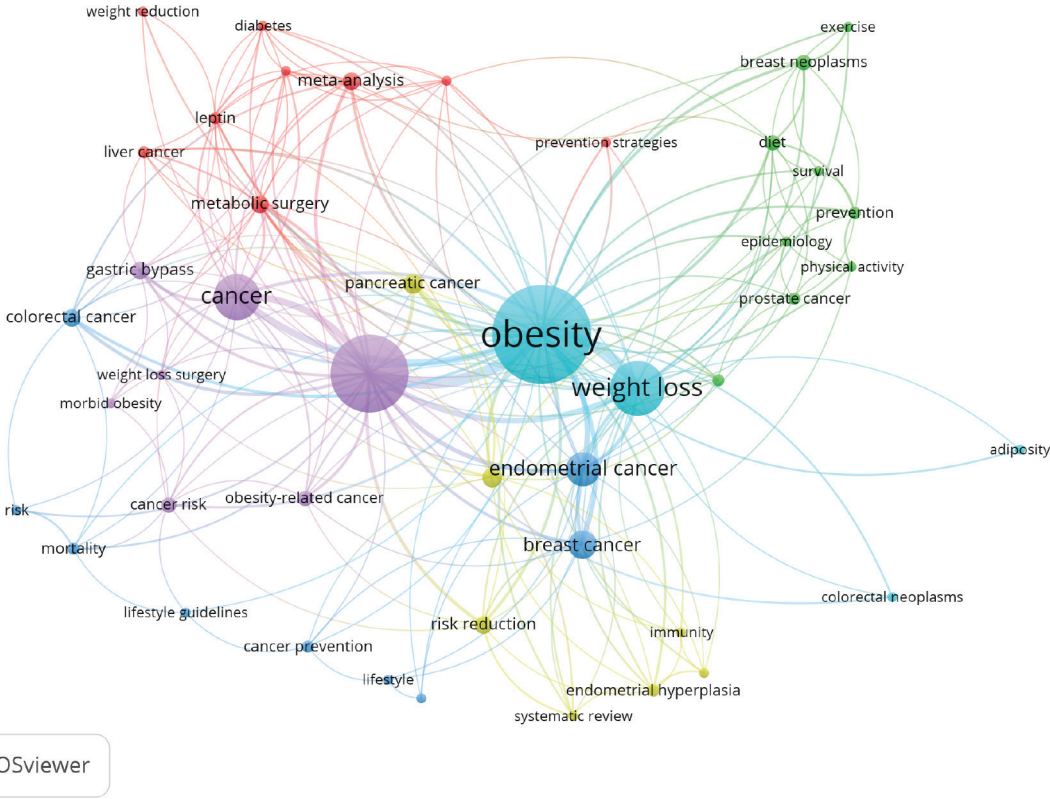 weight reduction
diabetes
exercise
breast neoplasms
meta-analysis
leptin
prevention strategies
diet
liver cancer
survival
metabolic surgery
prevention
epidemiology
gastric bypass
physical activity
pancreatic cancer
cancer
prostate cancer
colorectal cancer
obesity
weight loss surgery
weight loss
morbid obesity
adiposity
endometrial cancer
obesity-related cancer
cancer risk
risk
breast cancer
mortality
colorectal neoplasms
lifestyle guidelines
risk reduction
immunity
cancer prevention
lifestyle
endometrial hyperplasia
systematic review
OSviewer